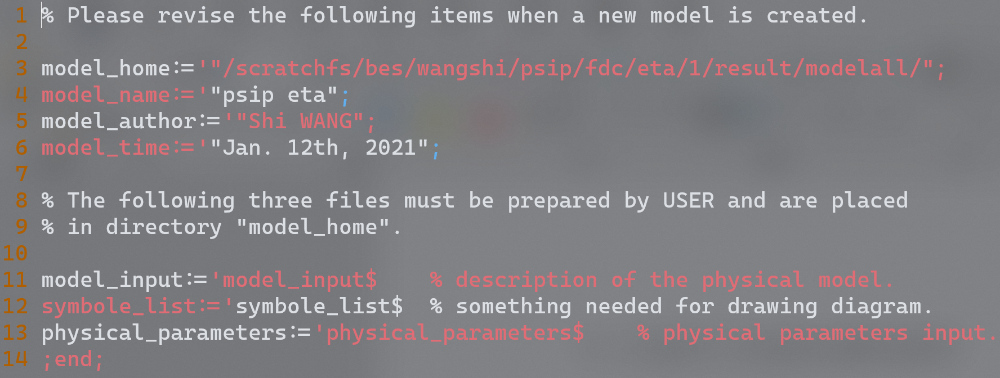 1 % Please revise the following items when a new model is created.
2
3 model_home:='"/scratchfs/bes/wangshi/psip/fdc/eta/1/result/modelall/";
4 model_name:='"psip eta";
5 model_author:='"Shi WANG";
6 model_time:='"Jan. 12th, 2021";
7
8 % The following three files must be prepared by USER and are placed
9 % in directory "model_home".
10
11 model_input:='model_input$    % description of the physical model.
12 symbole_list:='symbole_list$  % something needed for drawing diagram.
13 physical_parameters:='physical_parameters$    % physical parameters input.
14 ;end;